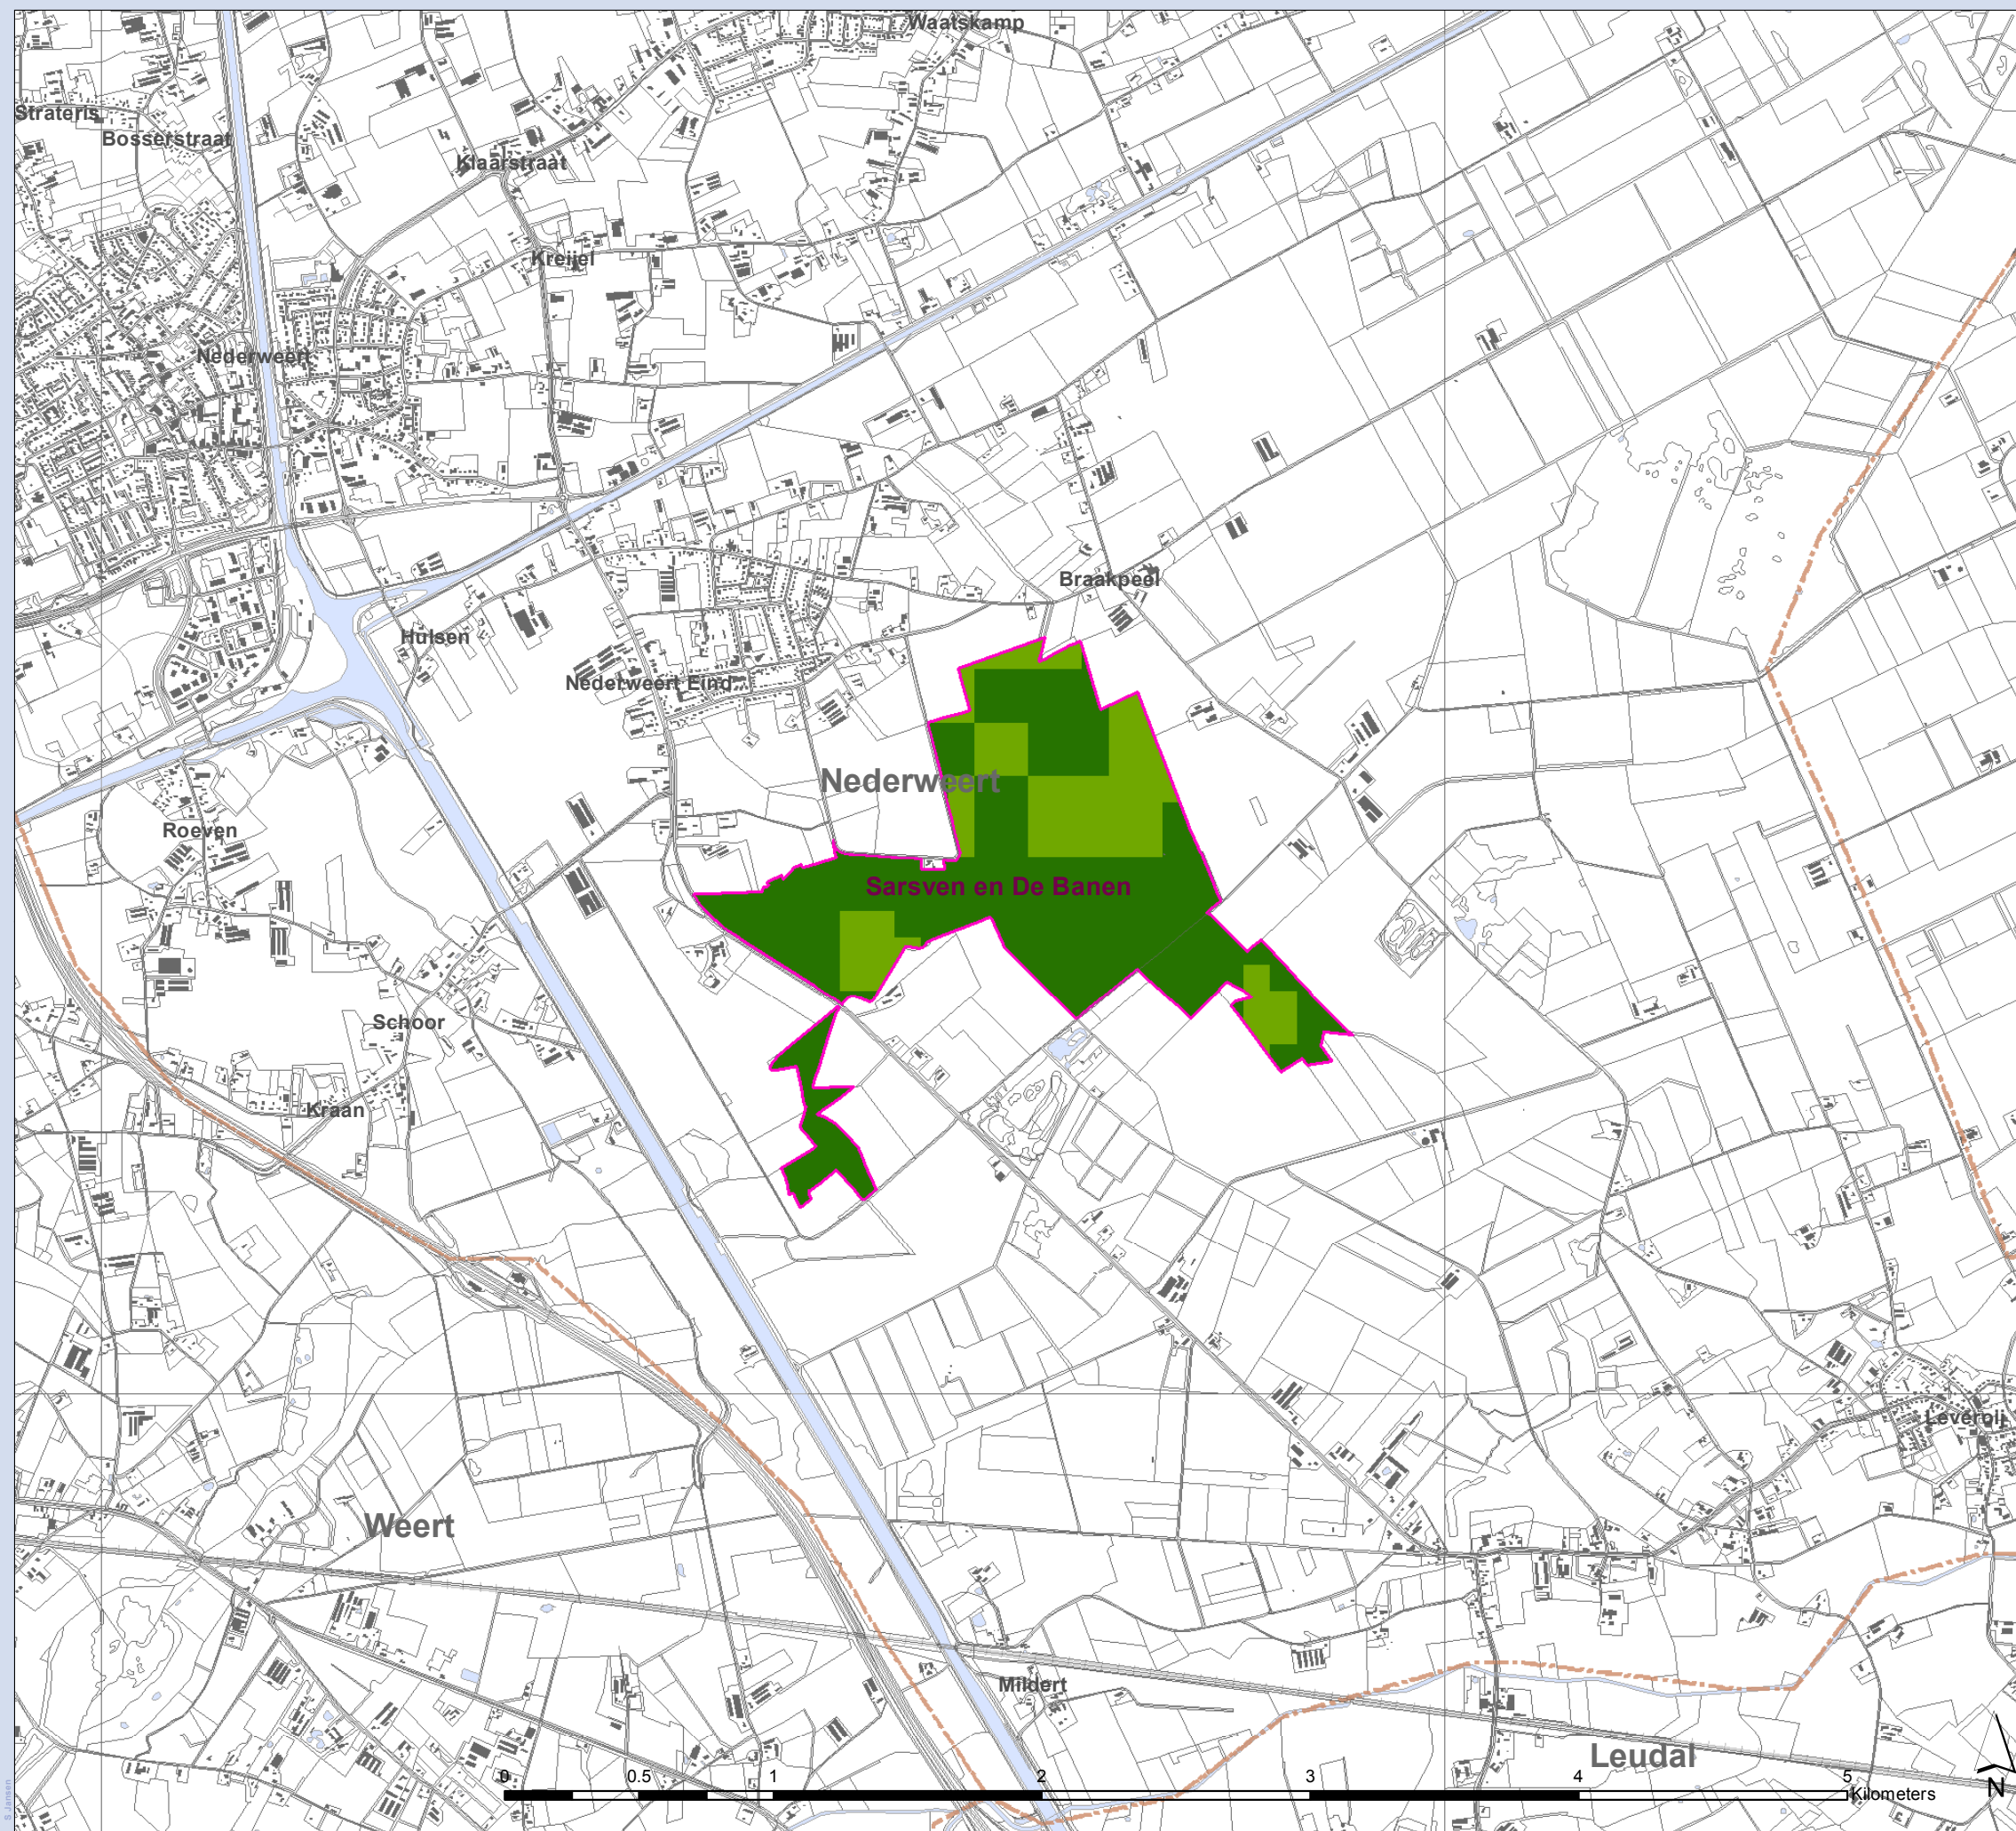 Waatskamp
Strateris
Bosserstraat
Klaarstraat
Kreijel
Nederweert
Braakpeel
Hulsen
Nederweert Eind
Nederweert
Roeven
Sarsven en De Banen
Schoor
Kraan
Leveroij
Weert
Mildert
Leudal
0 0.5 1 2 3 4 5
Kilometers
N
S Jansen